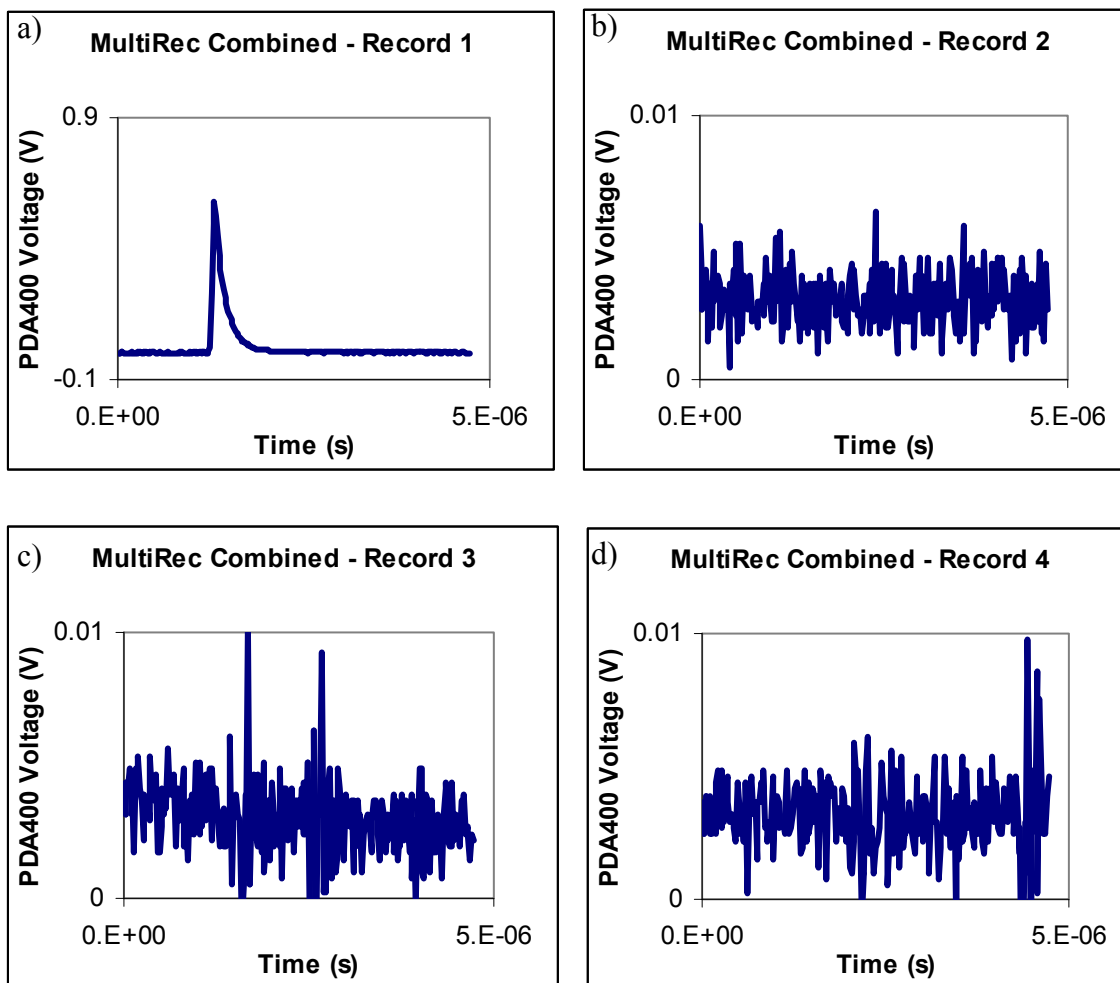 a)
MultiRec Combined - Record 1
PDA400 Voltage (V)
0.9
-0.1
0.E+00
5.E-06
Time (s)
b)
MultiRec Combined - Record 2
PDA400 Voltage (V)
0.01
0
0.E+00
5.E-06
Time (s)
c)
MultiRec Combined - Record 3
PDA400 Voltage (V)
0.01
0
0.E+00
5.E-06
Time (s)
d)
MultiRec Combined - Record 4
PDA400 Voltage (V)
0.01
0
0.E+00
5.E-06
Time (s)